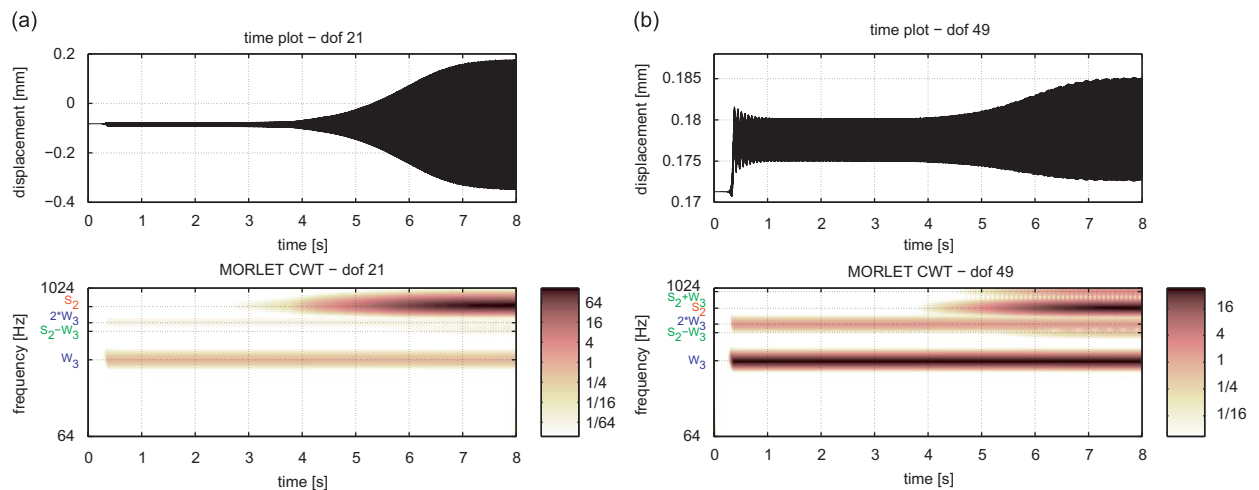 (a)
time plot – dof 21
displacement [mm]
0.2
0
−0.2
−0.4
0 1 2 3 4 5 6 7 8
time [s]
MORLET CWT – dof 21
frequency [Hz]
1024
S2
2*W3
S2−W3
W3
64
0 1 2 3 4 5 6 7 8
time [s]
64
16
4
1
1/4
1/16
1/64
(b)
time plot – dof 49
displacement [mm]
0.185
0.18
0.175
0.17
0 1 2 3 4 5 6 7 8
time [s]
MORLET CWT – dof 49
frequency [Hz]
1024
S2+W3
S2
2*W3
S2−W3
W3
64
0 1 2 3 4 5 6 7 8
time [s]
16
4
1
1/4
1/16